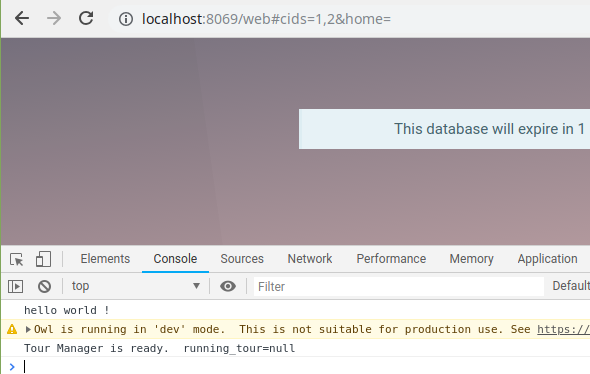 localhost:8069/web#cids=1,2&home=
This database will expire in 1
Elements Console Sources Network Performance Memory Application
top Filter Default
hello world !
Owl is running in 'dev' mode.  This is not suitable for production use. See https://
Tour Manager is ready.  running_tour=null